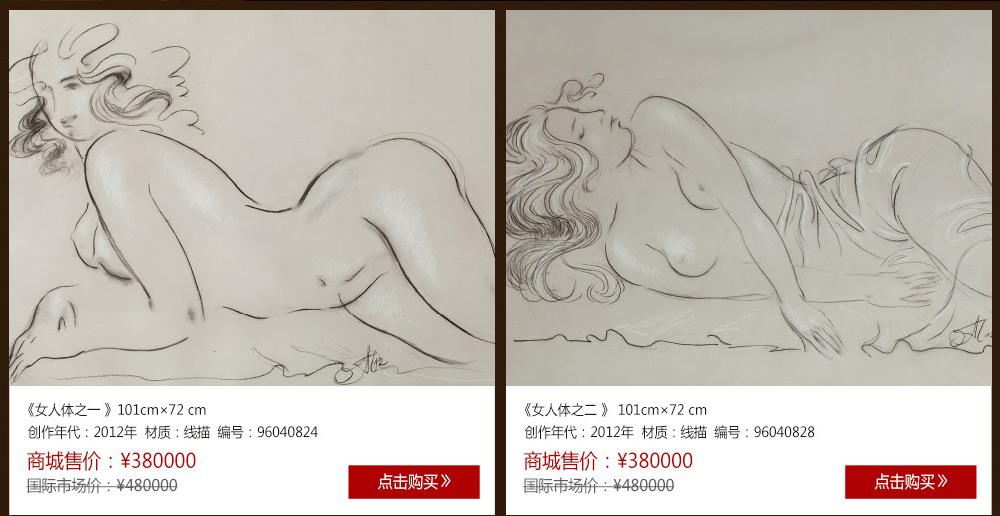 《女人体之一 》101cm×72 cm
创作年代：2012年 材质：线描 编号：96040824
商城售价：¥380000
国际市场价：¥480000
点击购买》
《女人体之二 》 101cm×72 cm
创作年代：2012年 材质：线描 编号：96040828
商城售价：¥380000
国际市场价：¥480000
点击购买》